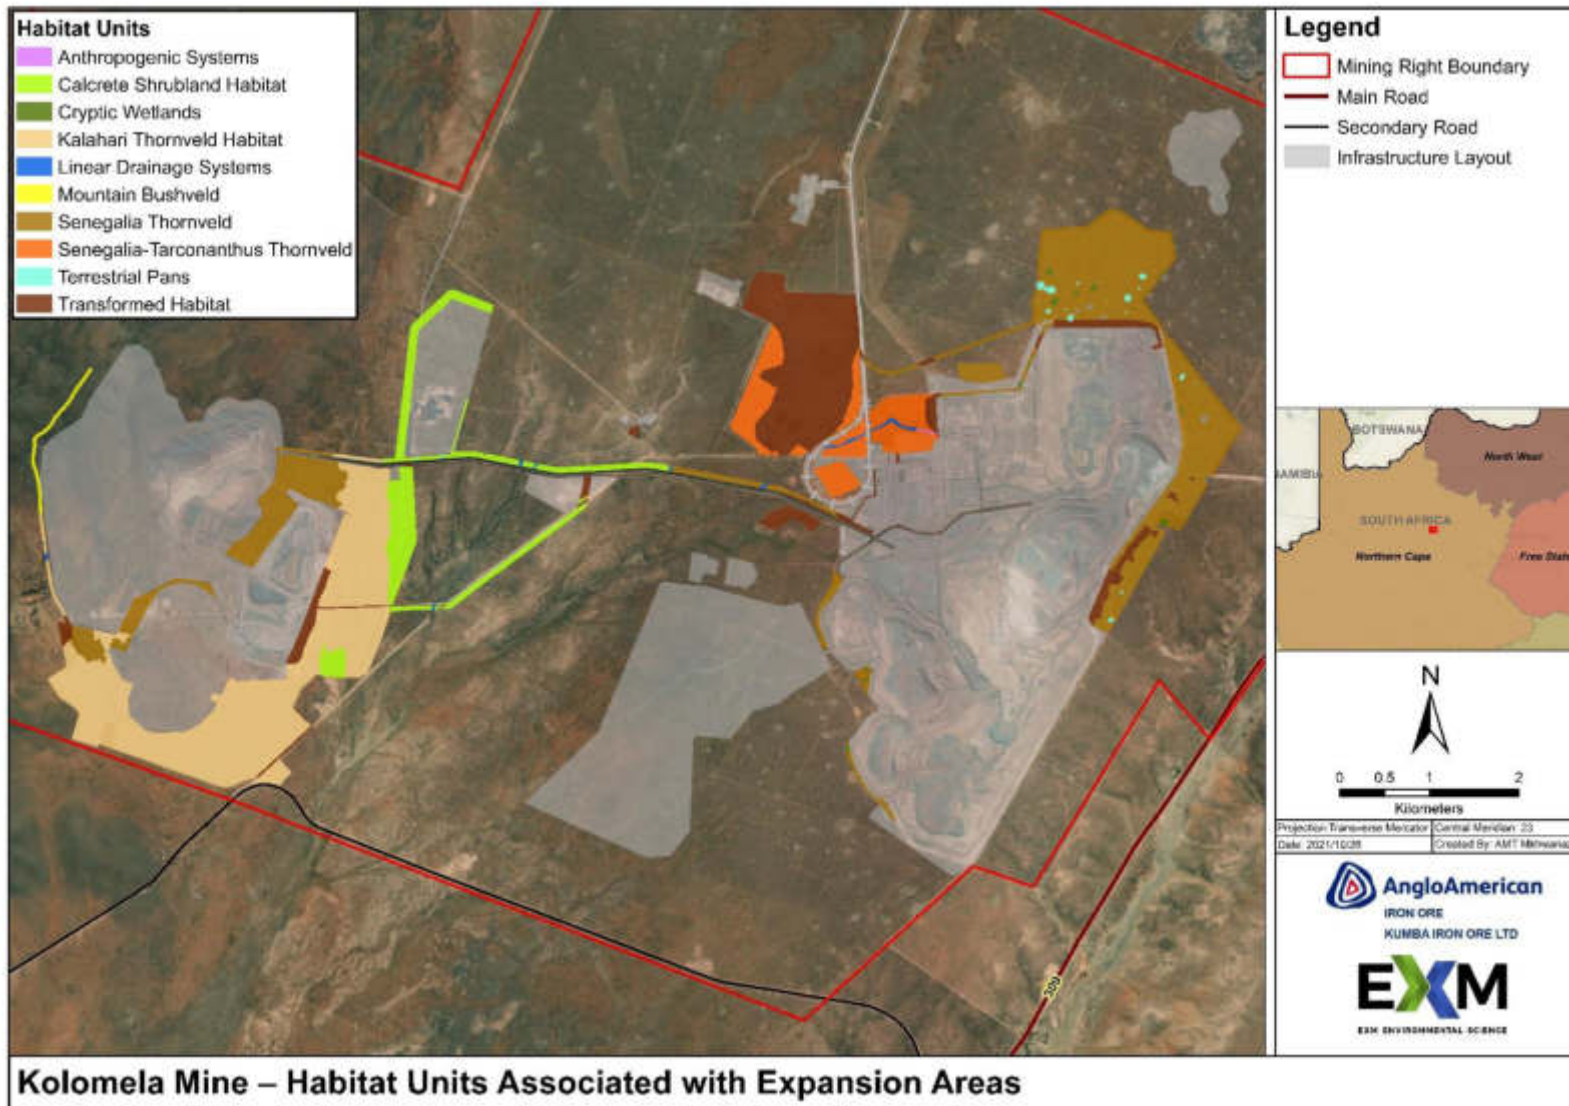 Habitat Units
Anthropogenic Systems
Calcrete Shrubland Habitat
Cryptic Wetlands
Kalahari Thornveld Habitat
Linear Drainage Systems
Mountain Bushveld
Senegalia Thornveld
Senegalia-Tarconanthus Thornveld
Terrestrial Pans
Transformed Habitat
Legend
Mining Right Boundary
Main Road
Secondary Road
Infrastructure Layout
BOTSWANA
North West
NAMIBIA
SOUTH AFRICA
Northern Cape
Free State
N
0 0.5 1 2
Kilometers
Projection: Transverse Mercator Central Meridian: 23
Date: 2021/10/28 Created By: AMT
AngloAmerican
IRON ORE
KUMBA IRON ORE LTD
EXM
EXM ENVIRONMENTAL SCIENCE
Kolomela Mine – Habitat Units Associated with Expansion Areas